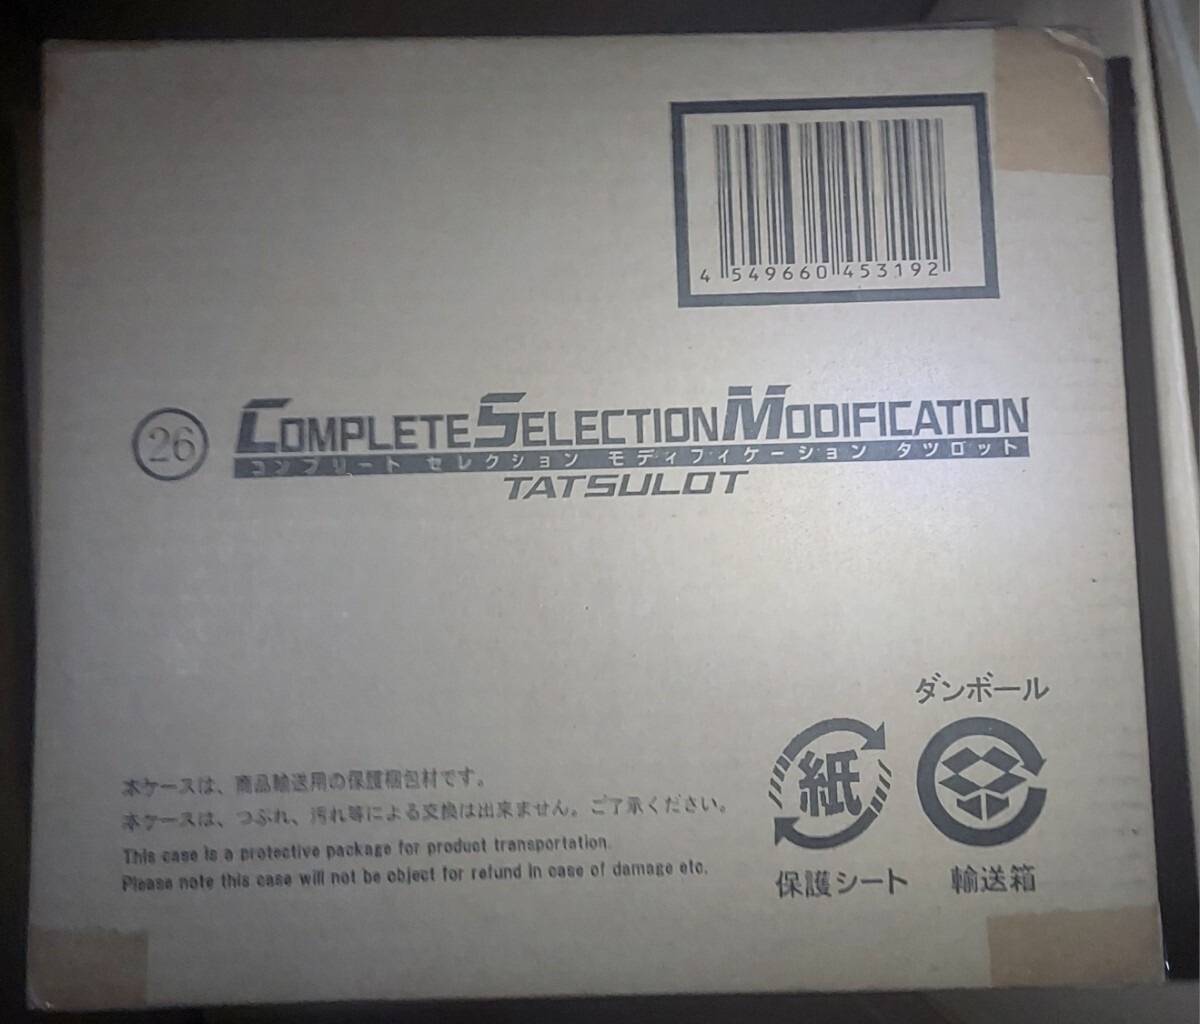 4 549660 453192
26 COMPLETE SELECTION MODIFICATION
コンプリート セレクション モディフィケーション タツロット
TATSULOT
ダンボール
紙
保護シート 輸送箱
本ケースは、商品輸送用の保護梱包材です。
本ケースは、つぶれ、汚れ等による交換は出来ません。ご了承ください。
This case is a protective package for product transportation.
Please note this case will not be object for refund in case of damage etc.